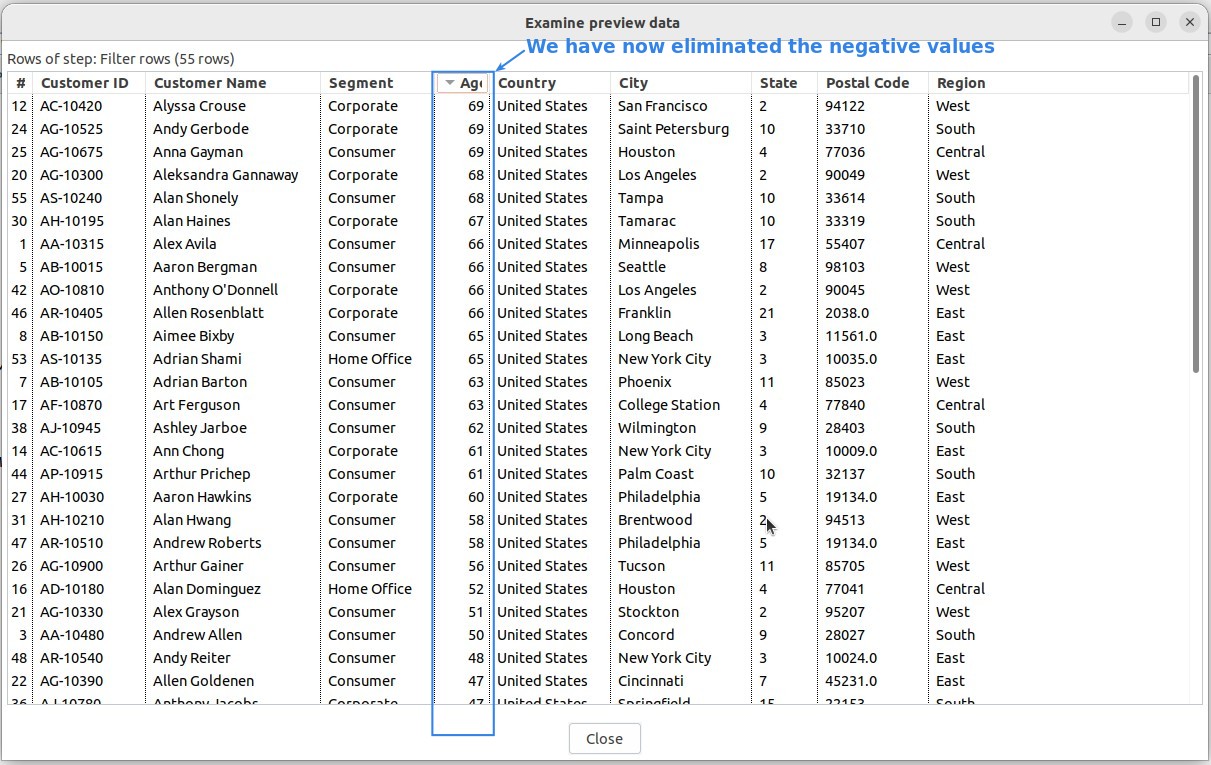 Examine preview data
We have now eliminated the negative values
Rows of step: Filter rows (55 rows)
# Customer ID Customer Name Segment Age Country City State Postal Code Region
12 AC-10420 Alyssa Crouse Corporate 69 United States San Francisco 2 94122 West
24 AG-10525 Andy Gerbode Corporate 69 United States Saint Petersburg 10 33710 South
25 AG-10675 Anna Gayman Consumer 69 United States Houston 4 77036 Central
20 AG-10300 Aleksandra Gannaway Corporate 68 United States Los Angeles 2 90049 West
55 AS-10240 Alan Shonely Consumer 68 United States Tampa 10 33614 South
30 AH-10195 Alan Haines Corporate 67 United States Tamarac 10 33319 South
1 AA-10315 Alex Avila Consumer 66 United States Minneapolis 17 55407 Central
5 AB-10015 Aaron Bergman Consumer 66 United States Seattle 8 98103 West
42 AO-10810 Anthony O'Donnell Corporate 66 United States Los Angeles 2 90045 West
46 AR-10405 Allen Rosenblatt Corporate 66 United States Franklin 21 2038.0 East
8 AB-10150 Aimee Bixby Consumer 65 United States Long Beach 3 11561.0 East
53 AS-10135 Adrian Shami Home Office 65 United States New York City 3 10035.0 East
7 AB-10105 Adrian Barton Consumer 63 United States Phoenix 11 85023 West
17 AF-10870 Art Ferguson Consumer 63 United States College Station 4 77840 Central
38 AJ-10945 Ashley Jarboe Consumer 62 United States Wilmington 9 28403 South
14 AC-10615 Ann Chong Corporate 61 United States New York City 3 10009.0 East
44 AP-10915 Arthur Prichep Consumer 61 United States Palm Coast 10 32137 South
27 AH-10030 Aaron Hawkins Corporate 60 United States Philadelphia 5 19134.0 East
31 AH-10210 Alan Hwang Consumer 58 United States Brentwood 2 94513 West
47 AR-10510 Andrew Roberts Consumer 58 United States Philadelphia 5 19134.0 East
26 AG-10900 Arthur Gainer Consumer 56 United States Tucson 11 85705 West
16 AD-10180 Alan Dominguez Home Office 52 United States Houston 4 77041 Central
21 AG-10330 Alex Grayson Consumer 51 United States Stockton 2 95207 West
3 AA-10480 Andrew Allen Consumer 50 United States Concord 9 28027 South
48 AR-10540 Andy Reiter Consumer 48 United States New York City 3 10024.0 East
22 AG-10390 Allen Goldenen Consumer 47 United States Cincinnati 7 45231.0 East
36 AJ-10780 Anthony Jacobs Corporate 47 United States Springfield 15 22153 South
Close